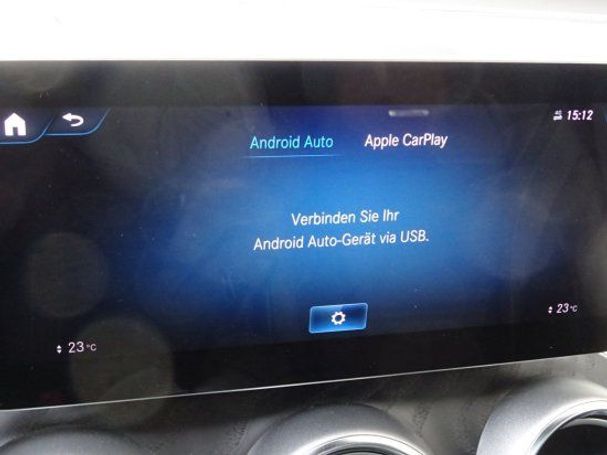 15:12
Android Auto Apple CarPlay
Verbinden Sie Ihr
Android Auto-Gerät via USB.
23°C
23°C